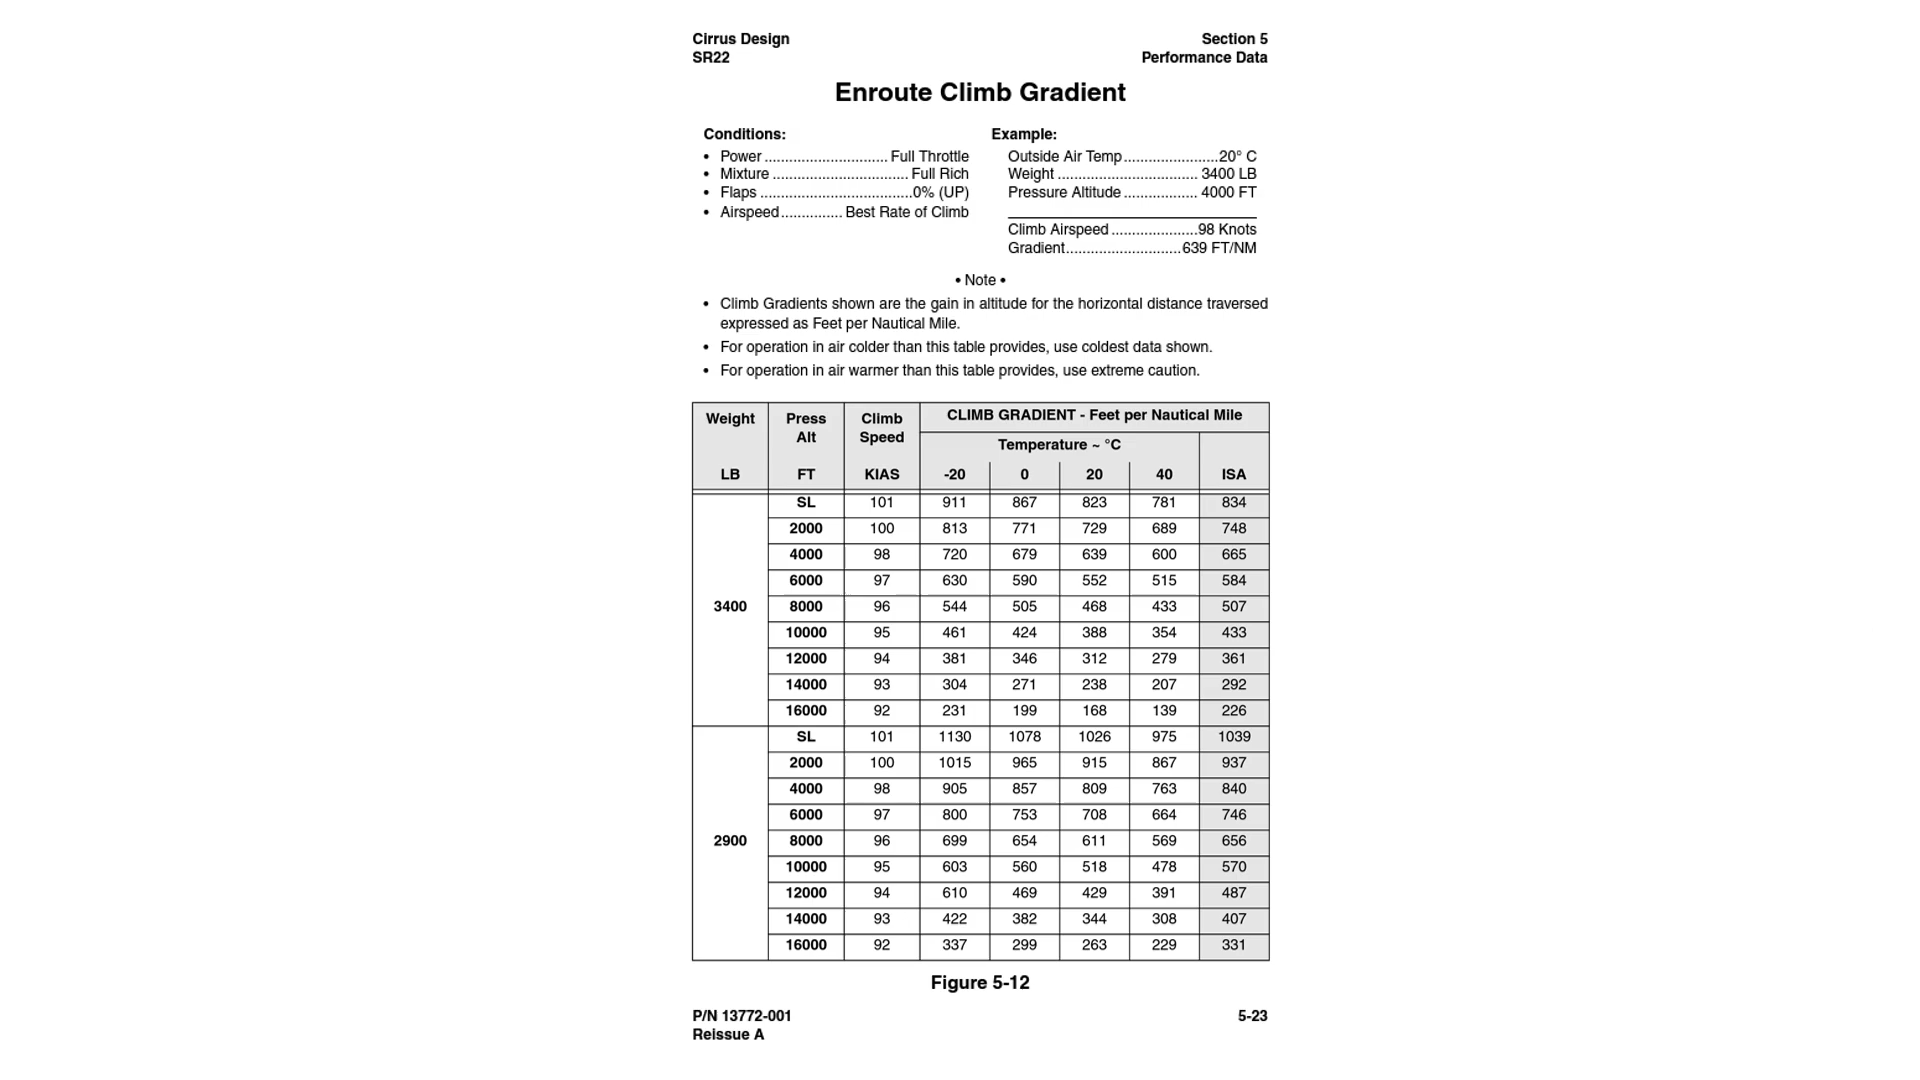 Cirrus Design Section 5
SR22 Performance Data
Enroute Climb Gradient
Conditions:
• Power .............................. Full Throttle
• Mixture ................................. Full Rich
• Flaps .....................................0% (UP)
• Airspeed............... Best Rate of Climb
Example:
Outside Air Temp.......................20° C
Weight .................................. 3400 LB
Pressure Altitude .................. 4000 FT
Climb Airspeed .....................98 Knots
Gradient............................639 FT/NM
• Note •
• Climb Gradients shown are the gain in altitude for the horizontal distance traversed
expressed as Feet per Nautical Mile.
• For operation in air colder than this table provides, use coldest data shown.
• For operation in air warmer than this table provides, use extreme caution.
Weight Press Climb CLIMB GRADIENT - Feet per Nautical Mile
Alt Speed Temperature ~ °C
LB FT KIAS -20 0 20 40 ISA
SL 101 911 867 823 781 834
2000 100 813 771 729 689 748
4000 98 720 679 639 600 665
6000 97 630 590 552 515 584
3400 8000 96 544 505 468 433 507
10000 95 461 424 388 354 433
12000 94 381 346 312 279 361
14000 93 304 271 238 207 292
16000 92 231 199 168 139 226
SL 101 1130 1078 1026 975 1039
2000 100 1015 965 915 867 937
4000 98 905 857 809 763 840
6000 97 800 753 708 664 746
2900 8000 96 699 654 611 569 656
10000 95 603 560 518 478 570
12000 94 610 469 429 391 487
14000 93 422 382 344 308 407
16000 92 337 299 263 229 331
Figure 5-12
P/N 13772-001 5-23
Reissue A